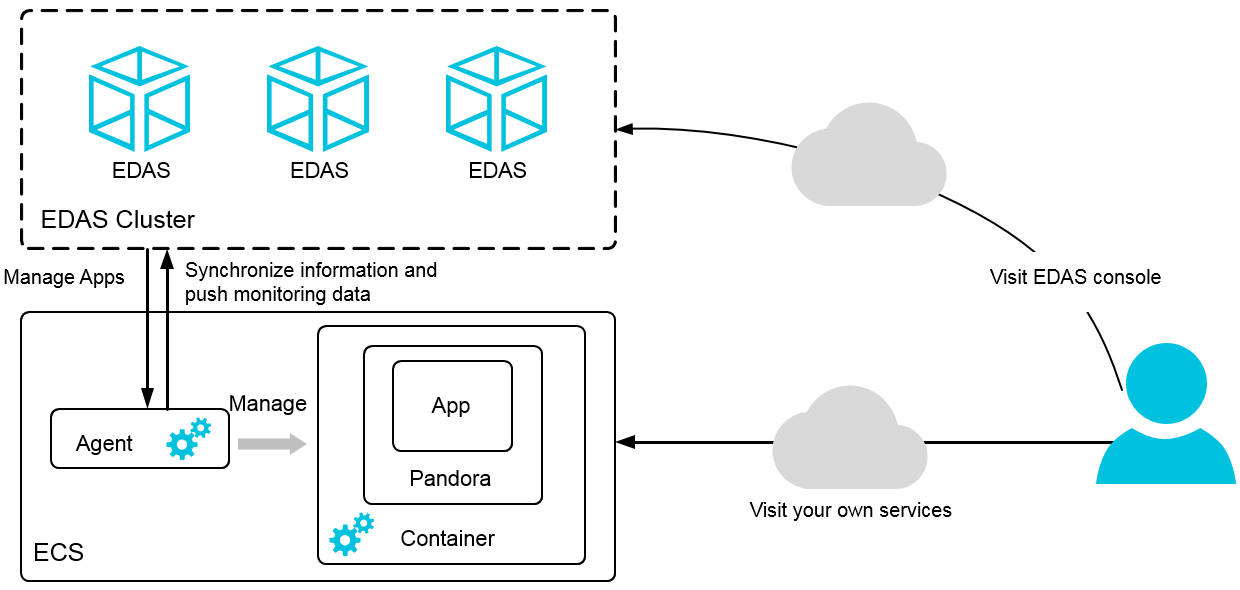 EDAS
EDAS
EDAS
EDAS Cluster
Manage Apps
Synchronize information and
push monitoring data
Visit EDAS console
Manage
App
Agent
Pandora
Visit your own services
Container
ECS